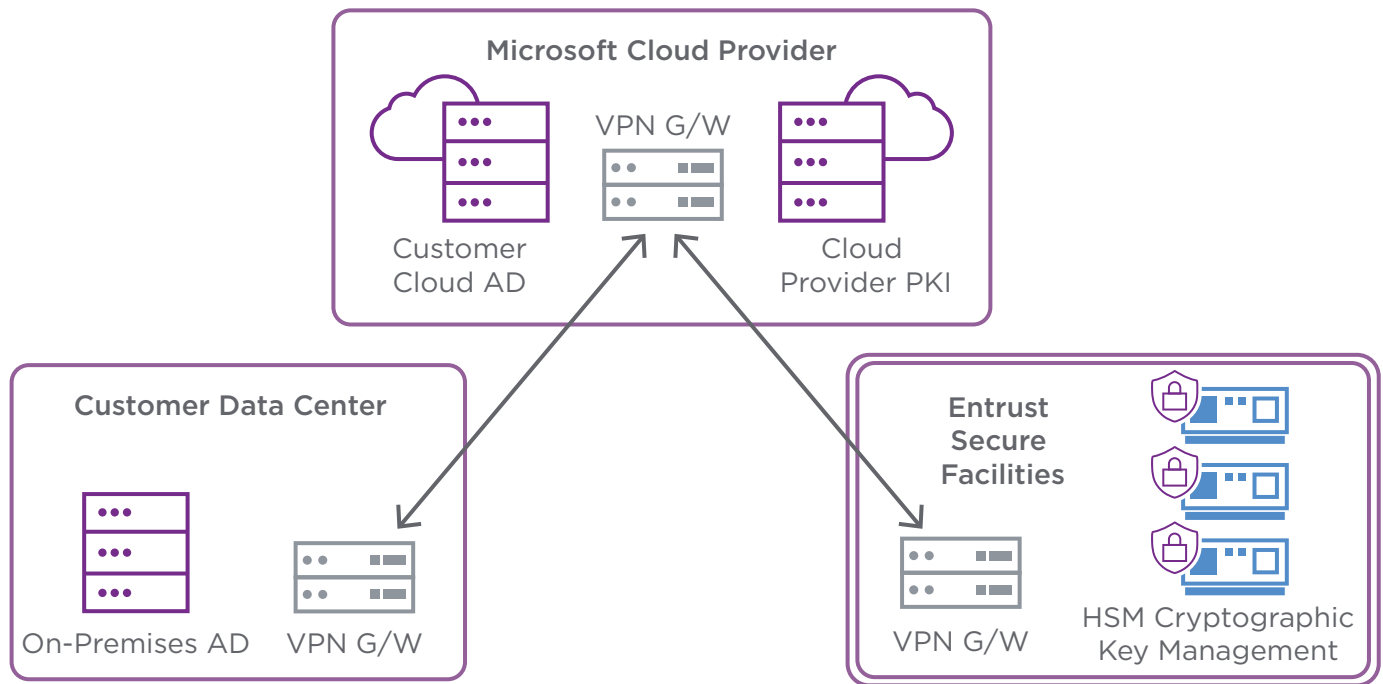 Microsoft Cloud Provider
VPN G/W
Customer
Cloud AD
Cloud
Provider PKI
Customer Data Center
On-Premises AD
VPN G/W
Entrust
Secure
Facilities
VPN G/W
HSM Cryptographic
Key Management